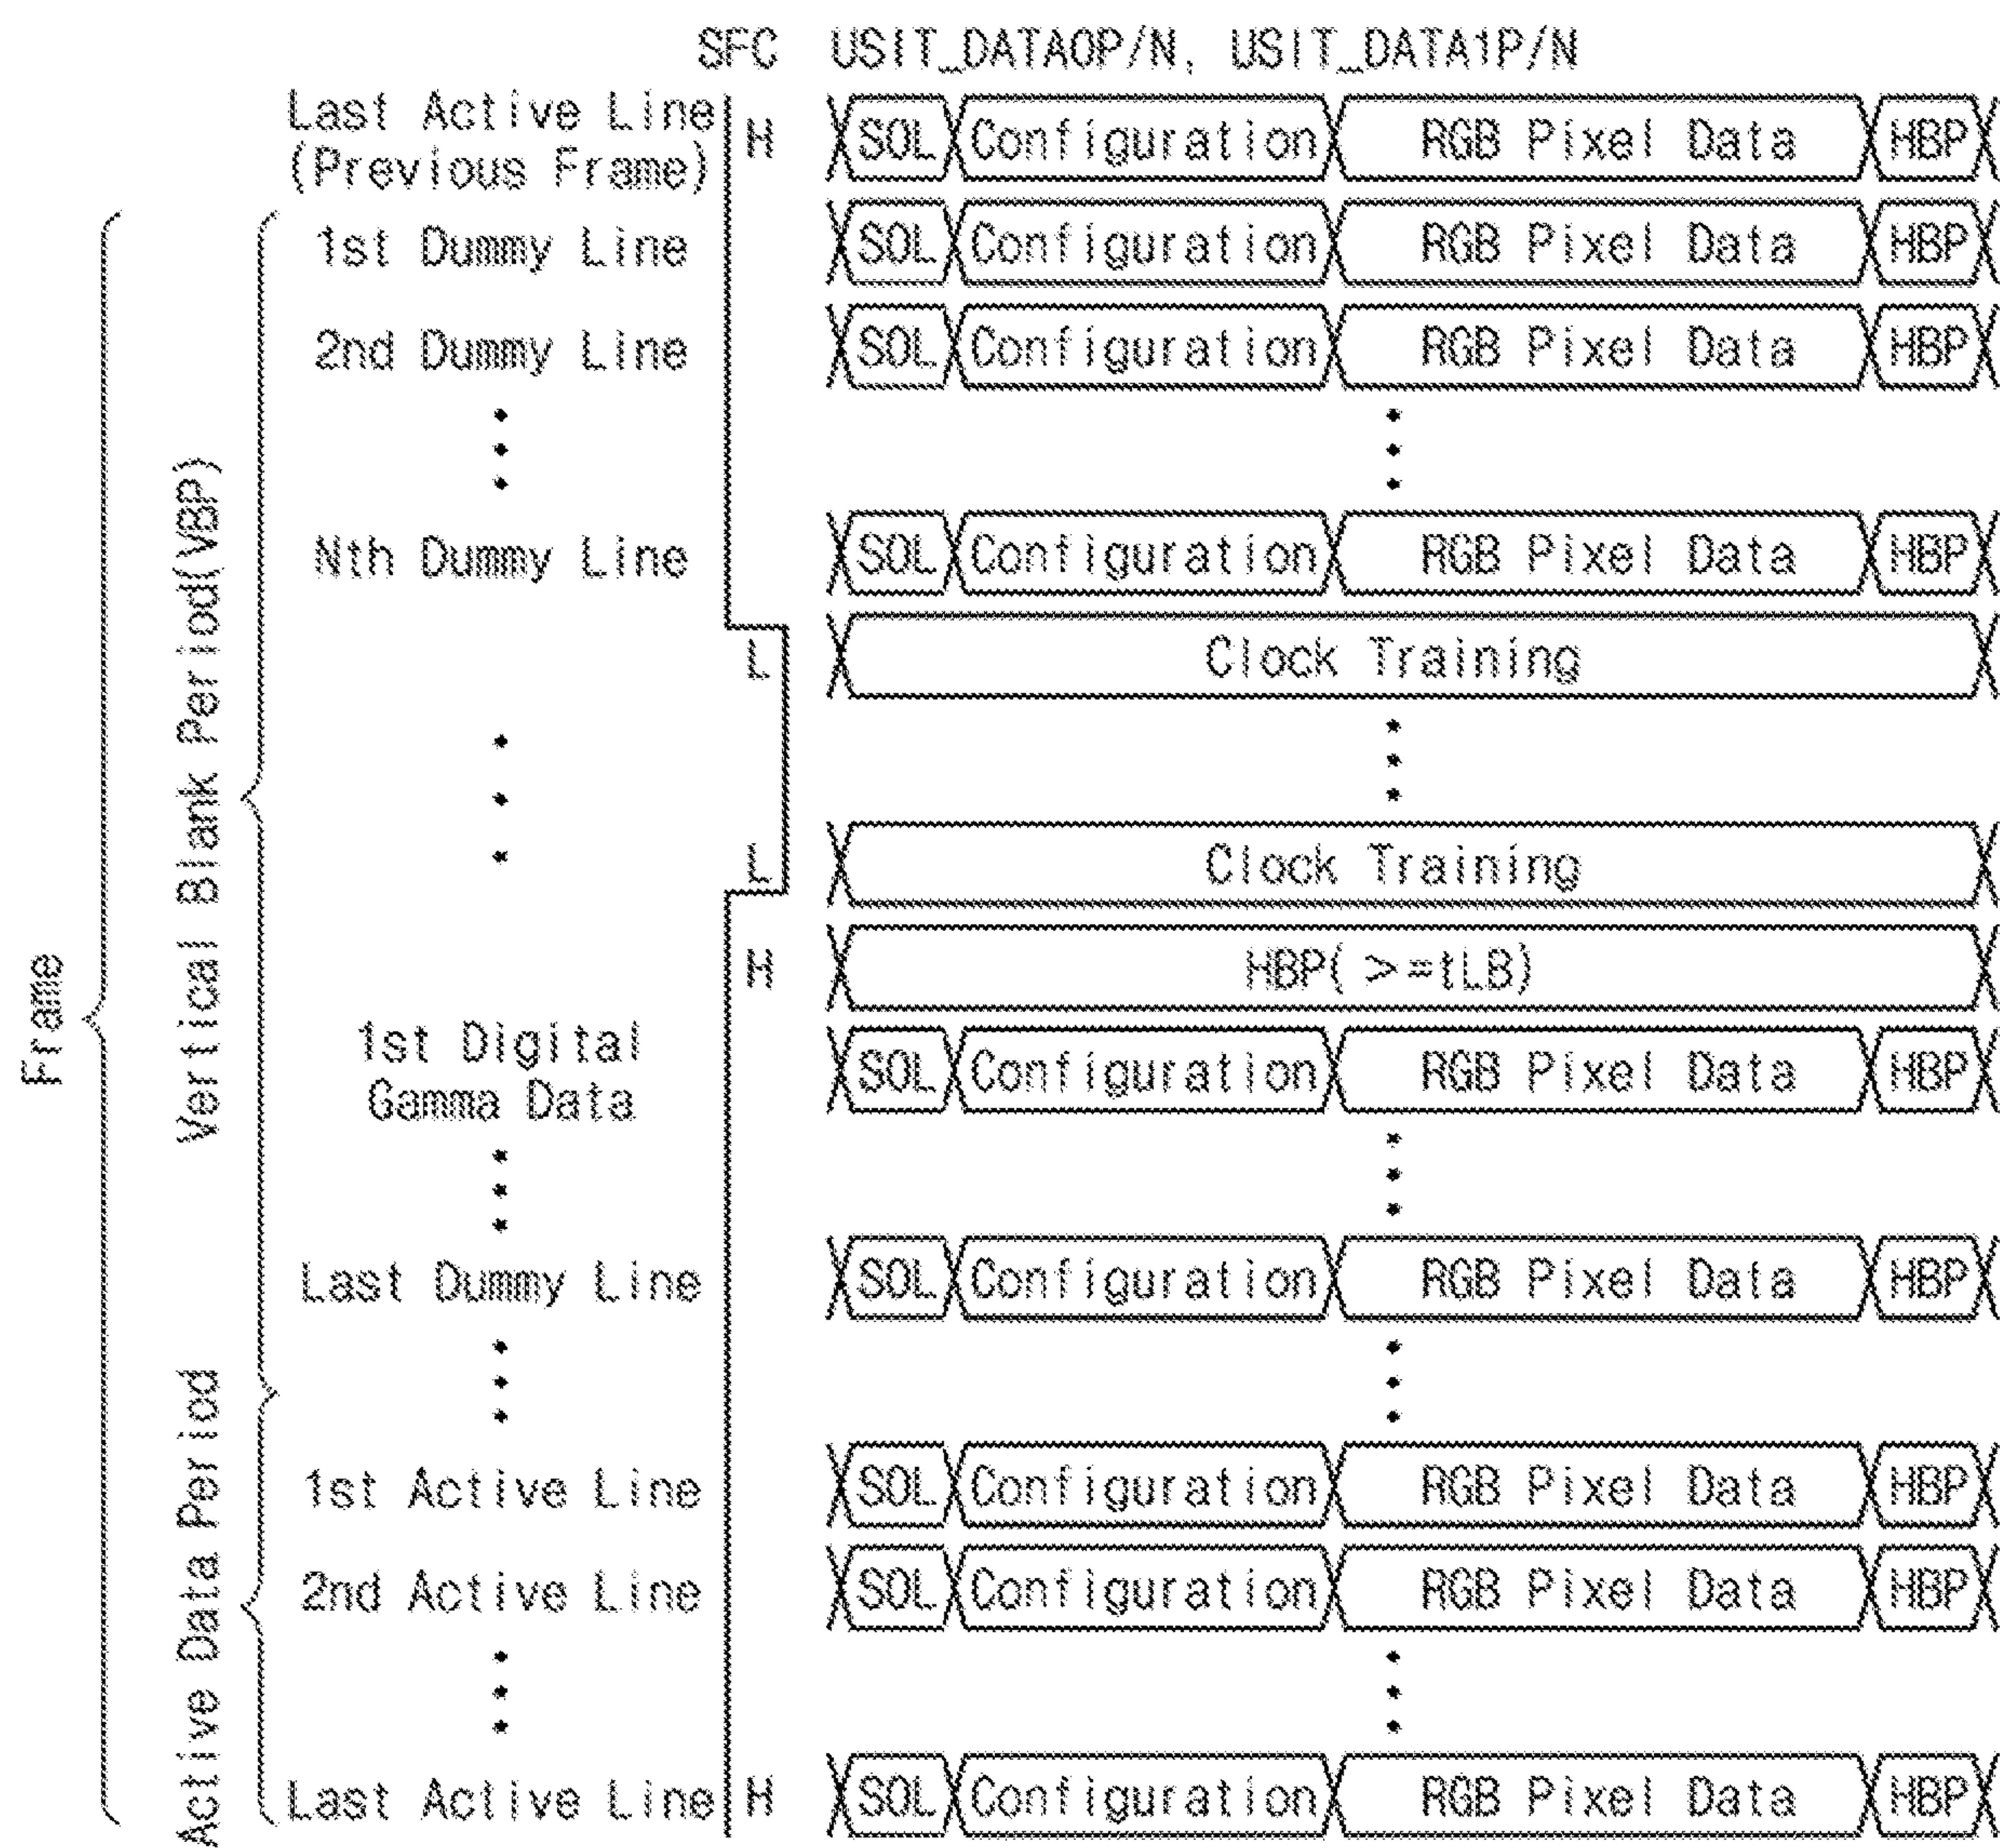 SFC USIT_DATA0P/N, USIT_DATA1P/N
Last Active Line
(Previous Frame)
H SOL Configuration RGB Pixel Data HBP
1st Dummy Line SOL Configuration RGB Pixel Data HBP
2nd Dummy Line SOL Configuration RGB Pixel Data HBP
Nth Dummy Line SOL Configuration RGB Pixel Data HBP
L Clock Training
L Clock Training
H HBP( >=tLB)
1st Digital
Gamma Data
SOL Configuration RGB Pixel Data HBP
Last Dummy Line SOL Configuration RGB Pixel Data HBP
1st Active Line SOL Configuration RGB Pixel Data HBP
2nd Active Line SOL Configuration RGB Pixel Data HBP
Last Active Line H SOL Configuration RGB Pixel Data HBP
Frame
Vertical Blank Period(VBP)
Active Data Period